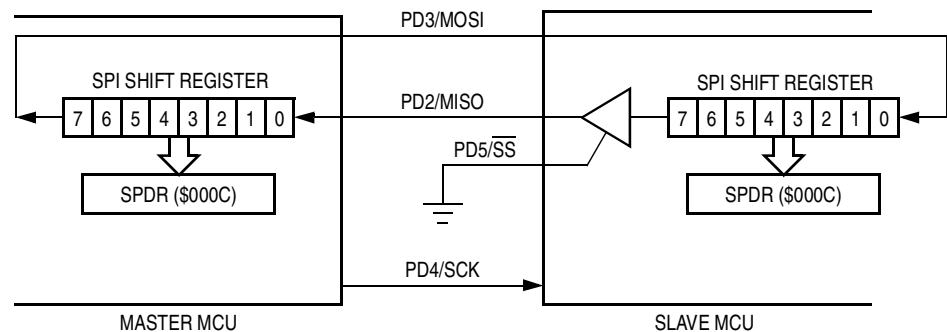 PD3/MOSI
SPI SHIFT REGISTER
SPI SHIFT REGISTER
PD2/MISO
7 6 5 4 3 2 1 0
7 6 5 4 3 2 1 0
PD5/S̅S̅
SPDR ($000C)
SPDR ($000C)
PD4/SCK
MASTER MCU
SLAVE MCU